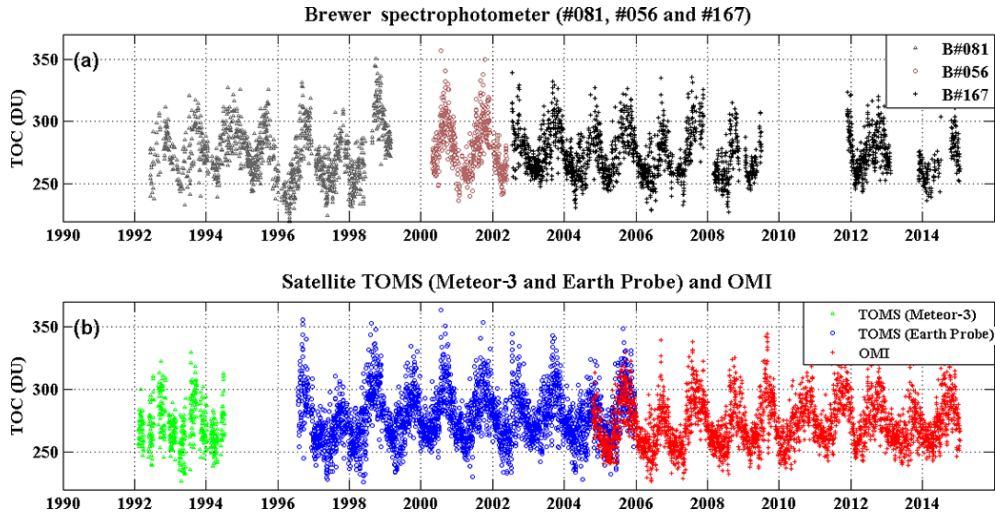 Brewer spectrophotometer (#081, #056 and #167)
(a)
B#081
B#056
B#167
TOC (DU)
350
300
250
1990 1992 1994 1996 1998 2000 2002 2004 2006 2008 2010 2012 2014
Satellite TOMS (Meteor-3 and Earth Probe) and OMI
(b)
TOMS (Meteor-3)
TOMS (Earth Probe)
OMI
TOC (DU)
350
300
250
1990 1992 1994 1996 1998 2000 2002 2004 2006 2008 2010 2012 2014